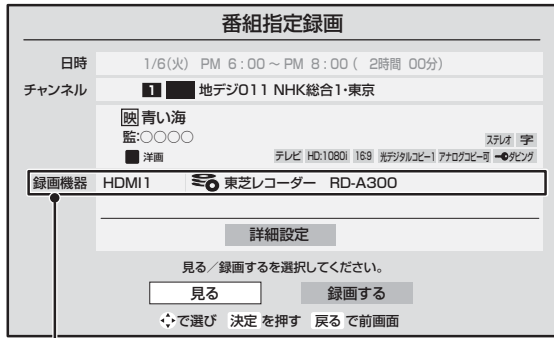 番組指定録画
日時 1/6(火) PM 6:00～PM 8:00 ( 2時間 00分)
チャンネル 1 地デジ011 NHK総合1・東京
映 青い海
監:○○○○
ステレオ 字
洋画 テレビ HD:1080i 16:9 光デジタルコピー1 アナログコピー可 ダビング
録画機器 HDMI1 東芝レコーダー RD-A300
詳細設定
見る／録画するを選択してください。
見る 録画する
で選び 決定 を押す 戻る で前画面